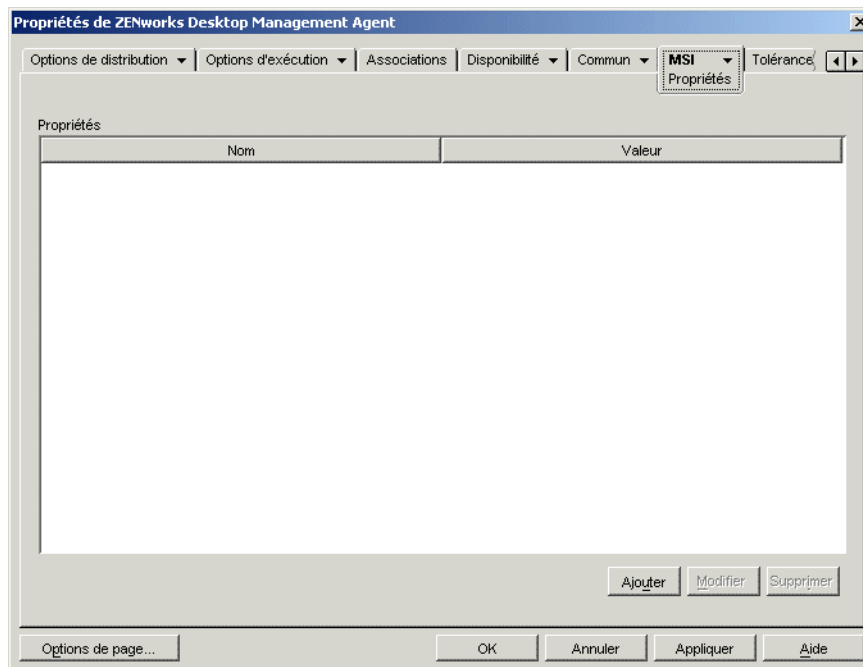 Propriétés de ZENworks Desktop Management Agent
Options de distribution Options d'exécution Associations Disponibilité Commun MSI Tolérance
Propriétés
Propriétés
Nom Valeur
Ajouter Modifier Supprimer
Options de page... OK Annuler Appliquer Aide